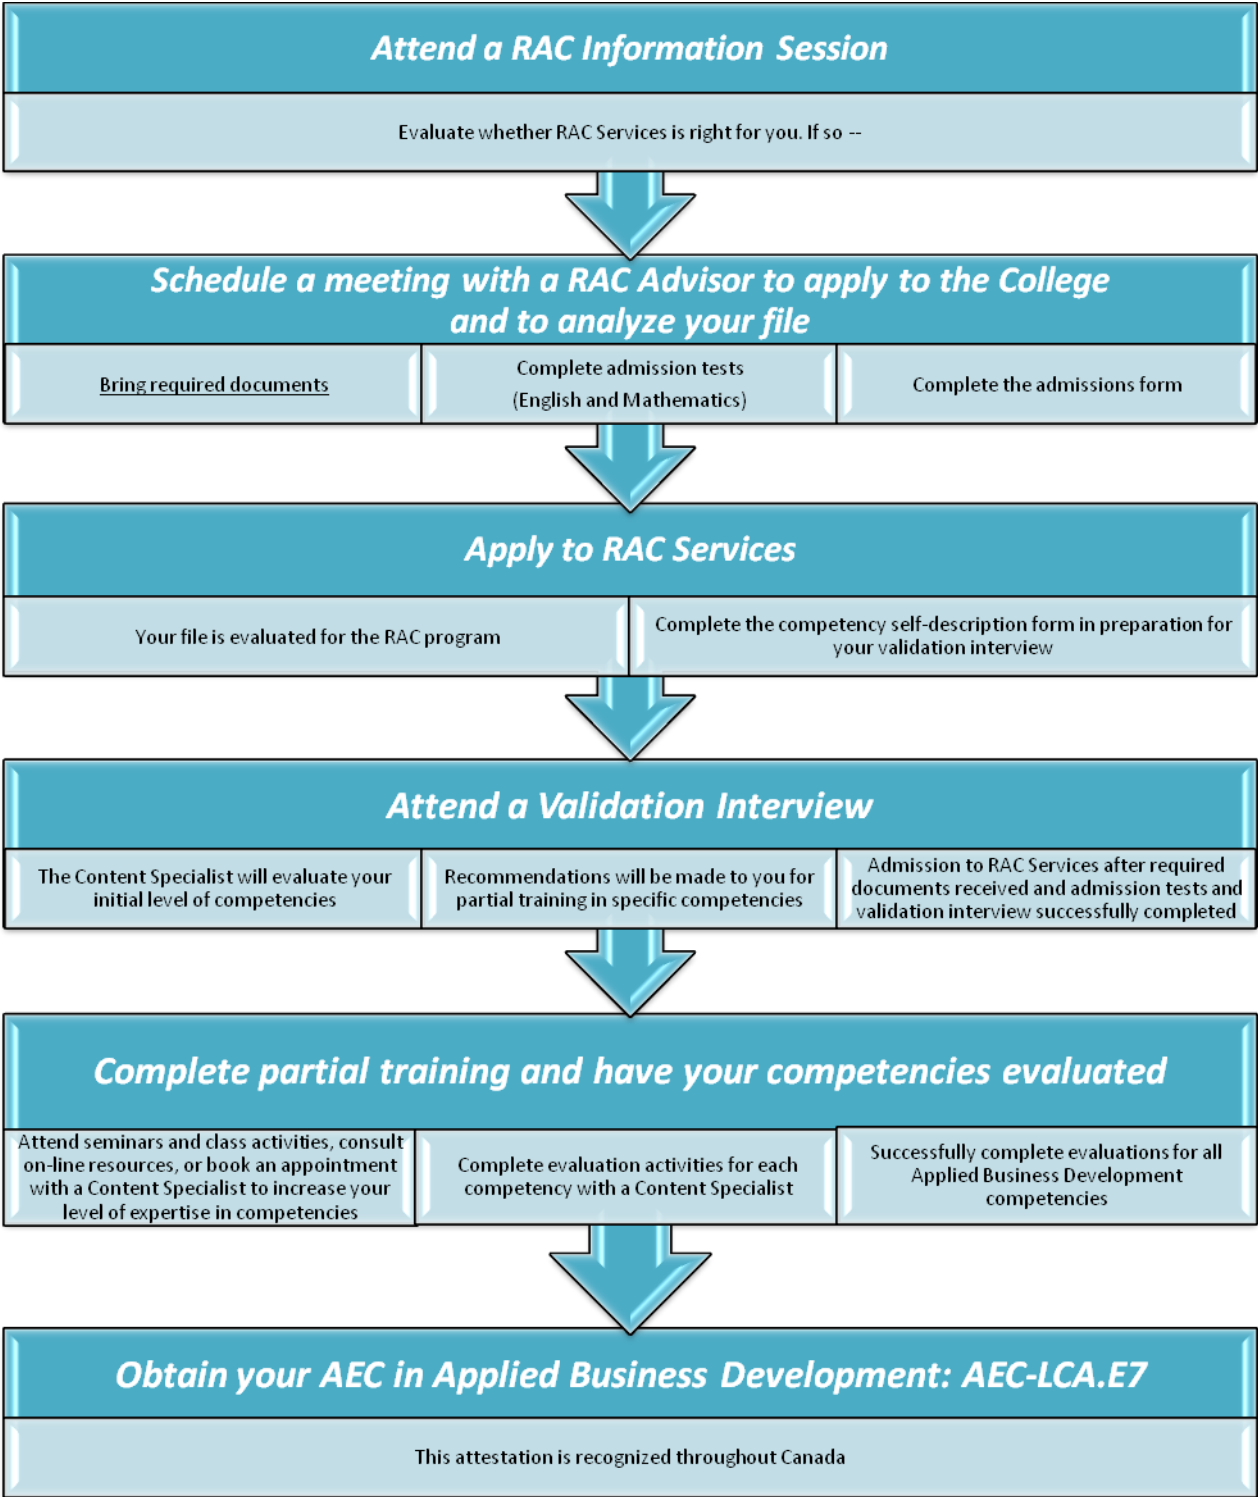 Attend a RAC Information Session
Evaluate whether RAC Services is right for you. If so --
Schedule a meeting with a RAC Advisor to apply to the College
and to analyze your file
Bring required documents
Complete admission tests
(English and Mathematics)
Complete the admissions form
Apply to RAC Services
Your file is evaluated for the RAC program
Complete the competency self-description form in preparation for
your validation interview
Attend a Validation Interview
The Content Specialist will evaluate your
initial level of competencies
Recommendations will be made to you for
partial training in specific competencies
Admission to RAC Services after required
documents received and admission tests and
validation interview successfully completed
Complete partial training and have your competencies evaluated
Attend seminars and class activities, consult
on-line resources, or book an appointment
with a Content Specialist to increase your
level of expertise in competencies
Complete evaluation activities for each
competency with a Content Specialist
Successfully complete evaluations for all
Applied Business Development
competencies
Obtain your AEC in Applied Business Development: AEC-LCA.E7
This attestation is recognized throughout Canada